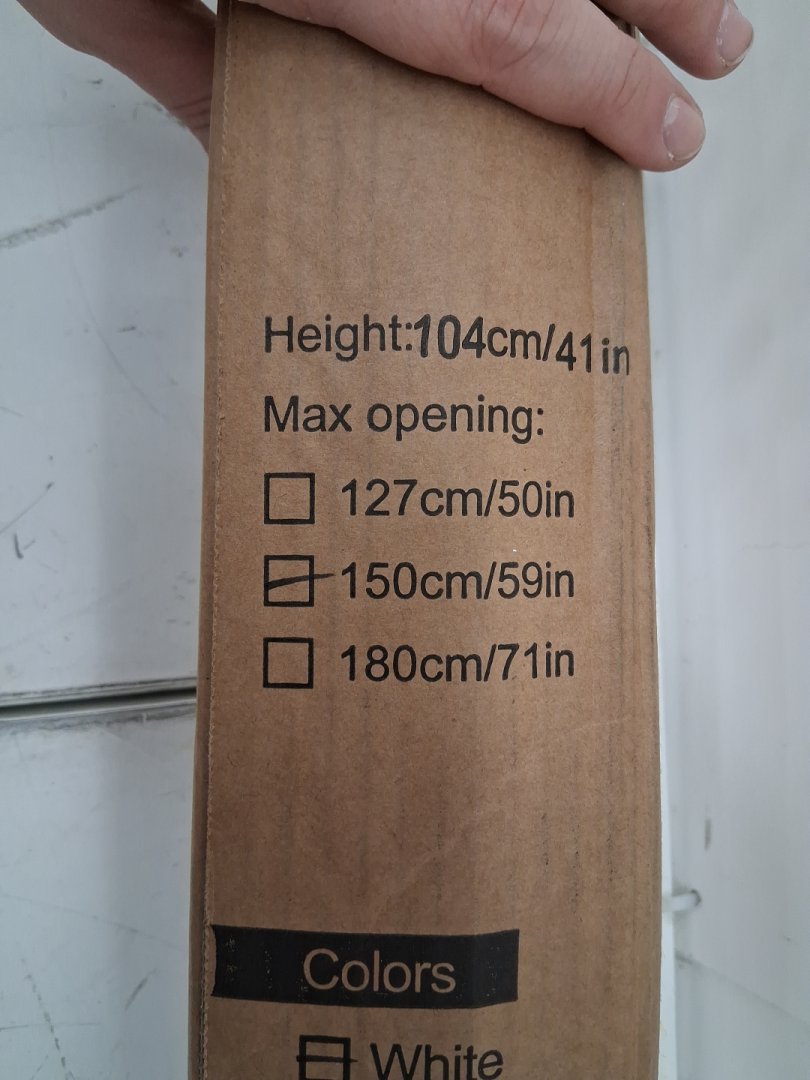 Height:104cm/41in
Max opening:
127cm/50in
150cm/59in
180cm/71in
Colors
White